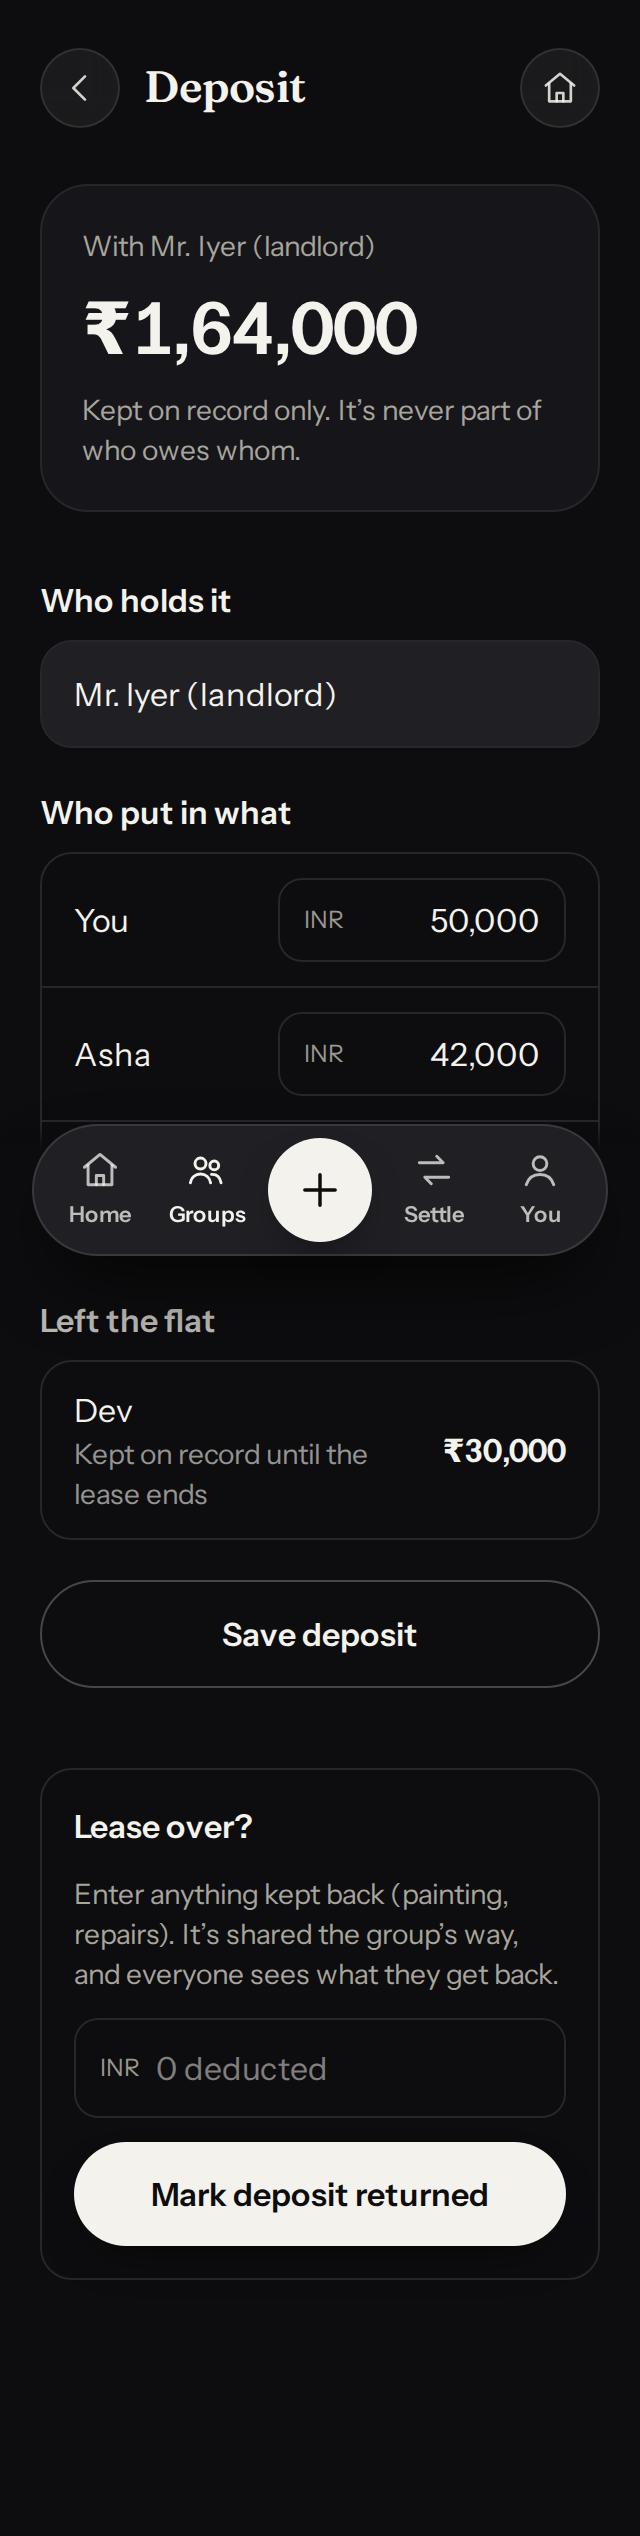 Deposit
With Mr. Iyer (landlord)
₹1,64,000
Kept on record only. It’s never part of
who owes whom.
Who holds it
Mr. Iyer (landlord)
Who put in what
You INR 50,000
Asha INR 42,000
Home Groups Settle You
Left the flat
Dev
Kept on record until the
lease ends
₹30,000
Save deposit
Lease over?
Enter anything kept back (painting,
repairs). It’s shared the group’s way,
and everyone sees what they get back.
INR 0 deducted
Mark deposit returned